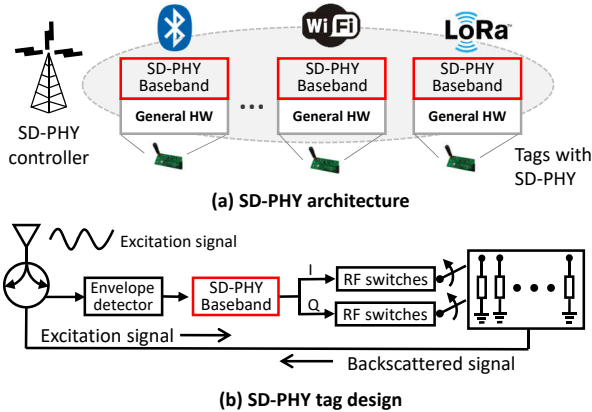 Wi Fi
LoRa™
SD-PHY
Baseband
SD-PHY
Baseband
SD-PHY
Baseband
General HW
...
General HW
General HW
SD-PHY
controller
Tags with
SD-PHY
(a) SD-PHY architecture
Excitation signal
Envelope
detector
SD-PHY
Baseband
I
RF switches
Q
RF switches
Excitation signal
Backscattered signal
(b) SD-PHY tag design